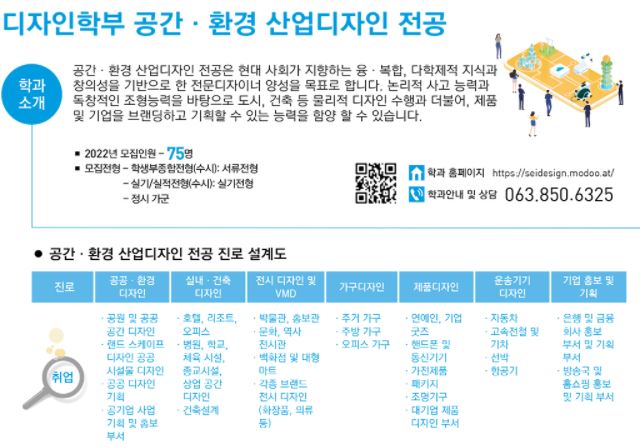 디자인학부 공간 · 환경 산업디자인 전공
학과
소개
공간 · 환경 산업디자인 전공은 현대 사회가 지향하는 융 · 복합, 다학제적 지식과
창의성을 기반으로 한 전문디자이너 양성을 목표로 합니다. 논리적 사고 능력과
독창적인 조형능력을 바탕으로 도시, 건축 등 물리적 디자인 수행과 더불어, 제품
및 기업을 브랜딩하고 기획할 수 있는 능력을 함양 할 수 있습니다.
■ 2022년 모집인원 - 75명
■ 모집전형 - 학생부종합전형(수시): 서류전형
- 실기/실적전형(수시): 실기전형
- 정시 가군
학과 홈페이지 https://seidesign.modoo.at/
학과안내 및 상담 063.850.6325
● 공간 · 환경 산업디자인 전공 진로 설계도
진로
공공 · 환경
디자인
실내 · 건축
디자인
전시 디자인 및
VMD
가구디자인
제품디자인
운송기기
디자인
기업 홍보 및
기획
취업
· 공원 및 공공
공간 디자인
· 랜드 스케이프
디자인 공공
시설물 디자인
· 공공 디자인
기획
· 공기업 사업
기획 및 홍보
부서
· 호텔, 리조트,
오피스
· 병원, 학교,
체육 시설,
종교시설,
상업 공간
디자인
· 건축설계
· 박물관, 홍보관
· 문화, 역사
전시관
· 백화점 및 대형
마트
· 각종 브랜드
전시 디자인
(화장품, 의류
등)
· 주거 가구
· 주방 가구
· 오피스 가구
· 연예인, 기업
굿즈
· 핸드폰 및
통신기기
· 가전제품
· 패키지
· 조명기구
· 대기업 제품
디자인 부서
· 자동차
· 고속전철 및
기차
· 선박
· 항공기
· 은행 및 금융
회사 홍보
부서 및 기획
부서
· 방송국 및
홈쇼핑 홍보
및 기획 부서